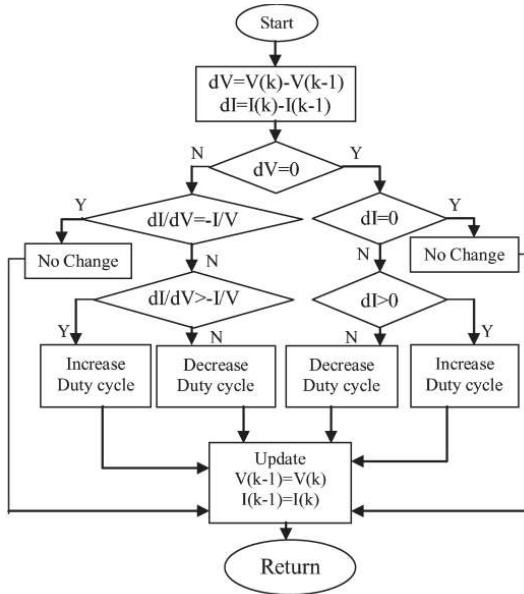 Start
dV=V(k)-V(k-1)
dI=I(k)-I(k-1)
N
Y
dV=0
Y
dI/dV=-I/V
dI=0
Y
No Change
N
N
No Change
dI/dV>-I/V
dI>0
Y
N
N
Y
Increase
Duty cycle
Decrease
Duty cycle
Decrease
Duty cycle
Increase
Duty cycle
Update
V(k-1)=V(k)
I(k-1)=I(k)
Return